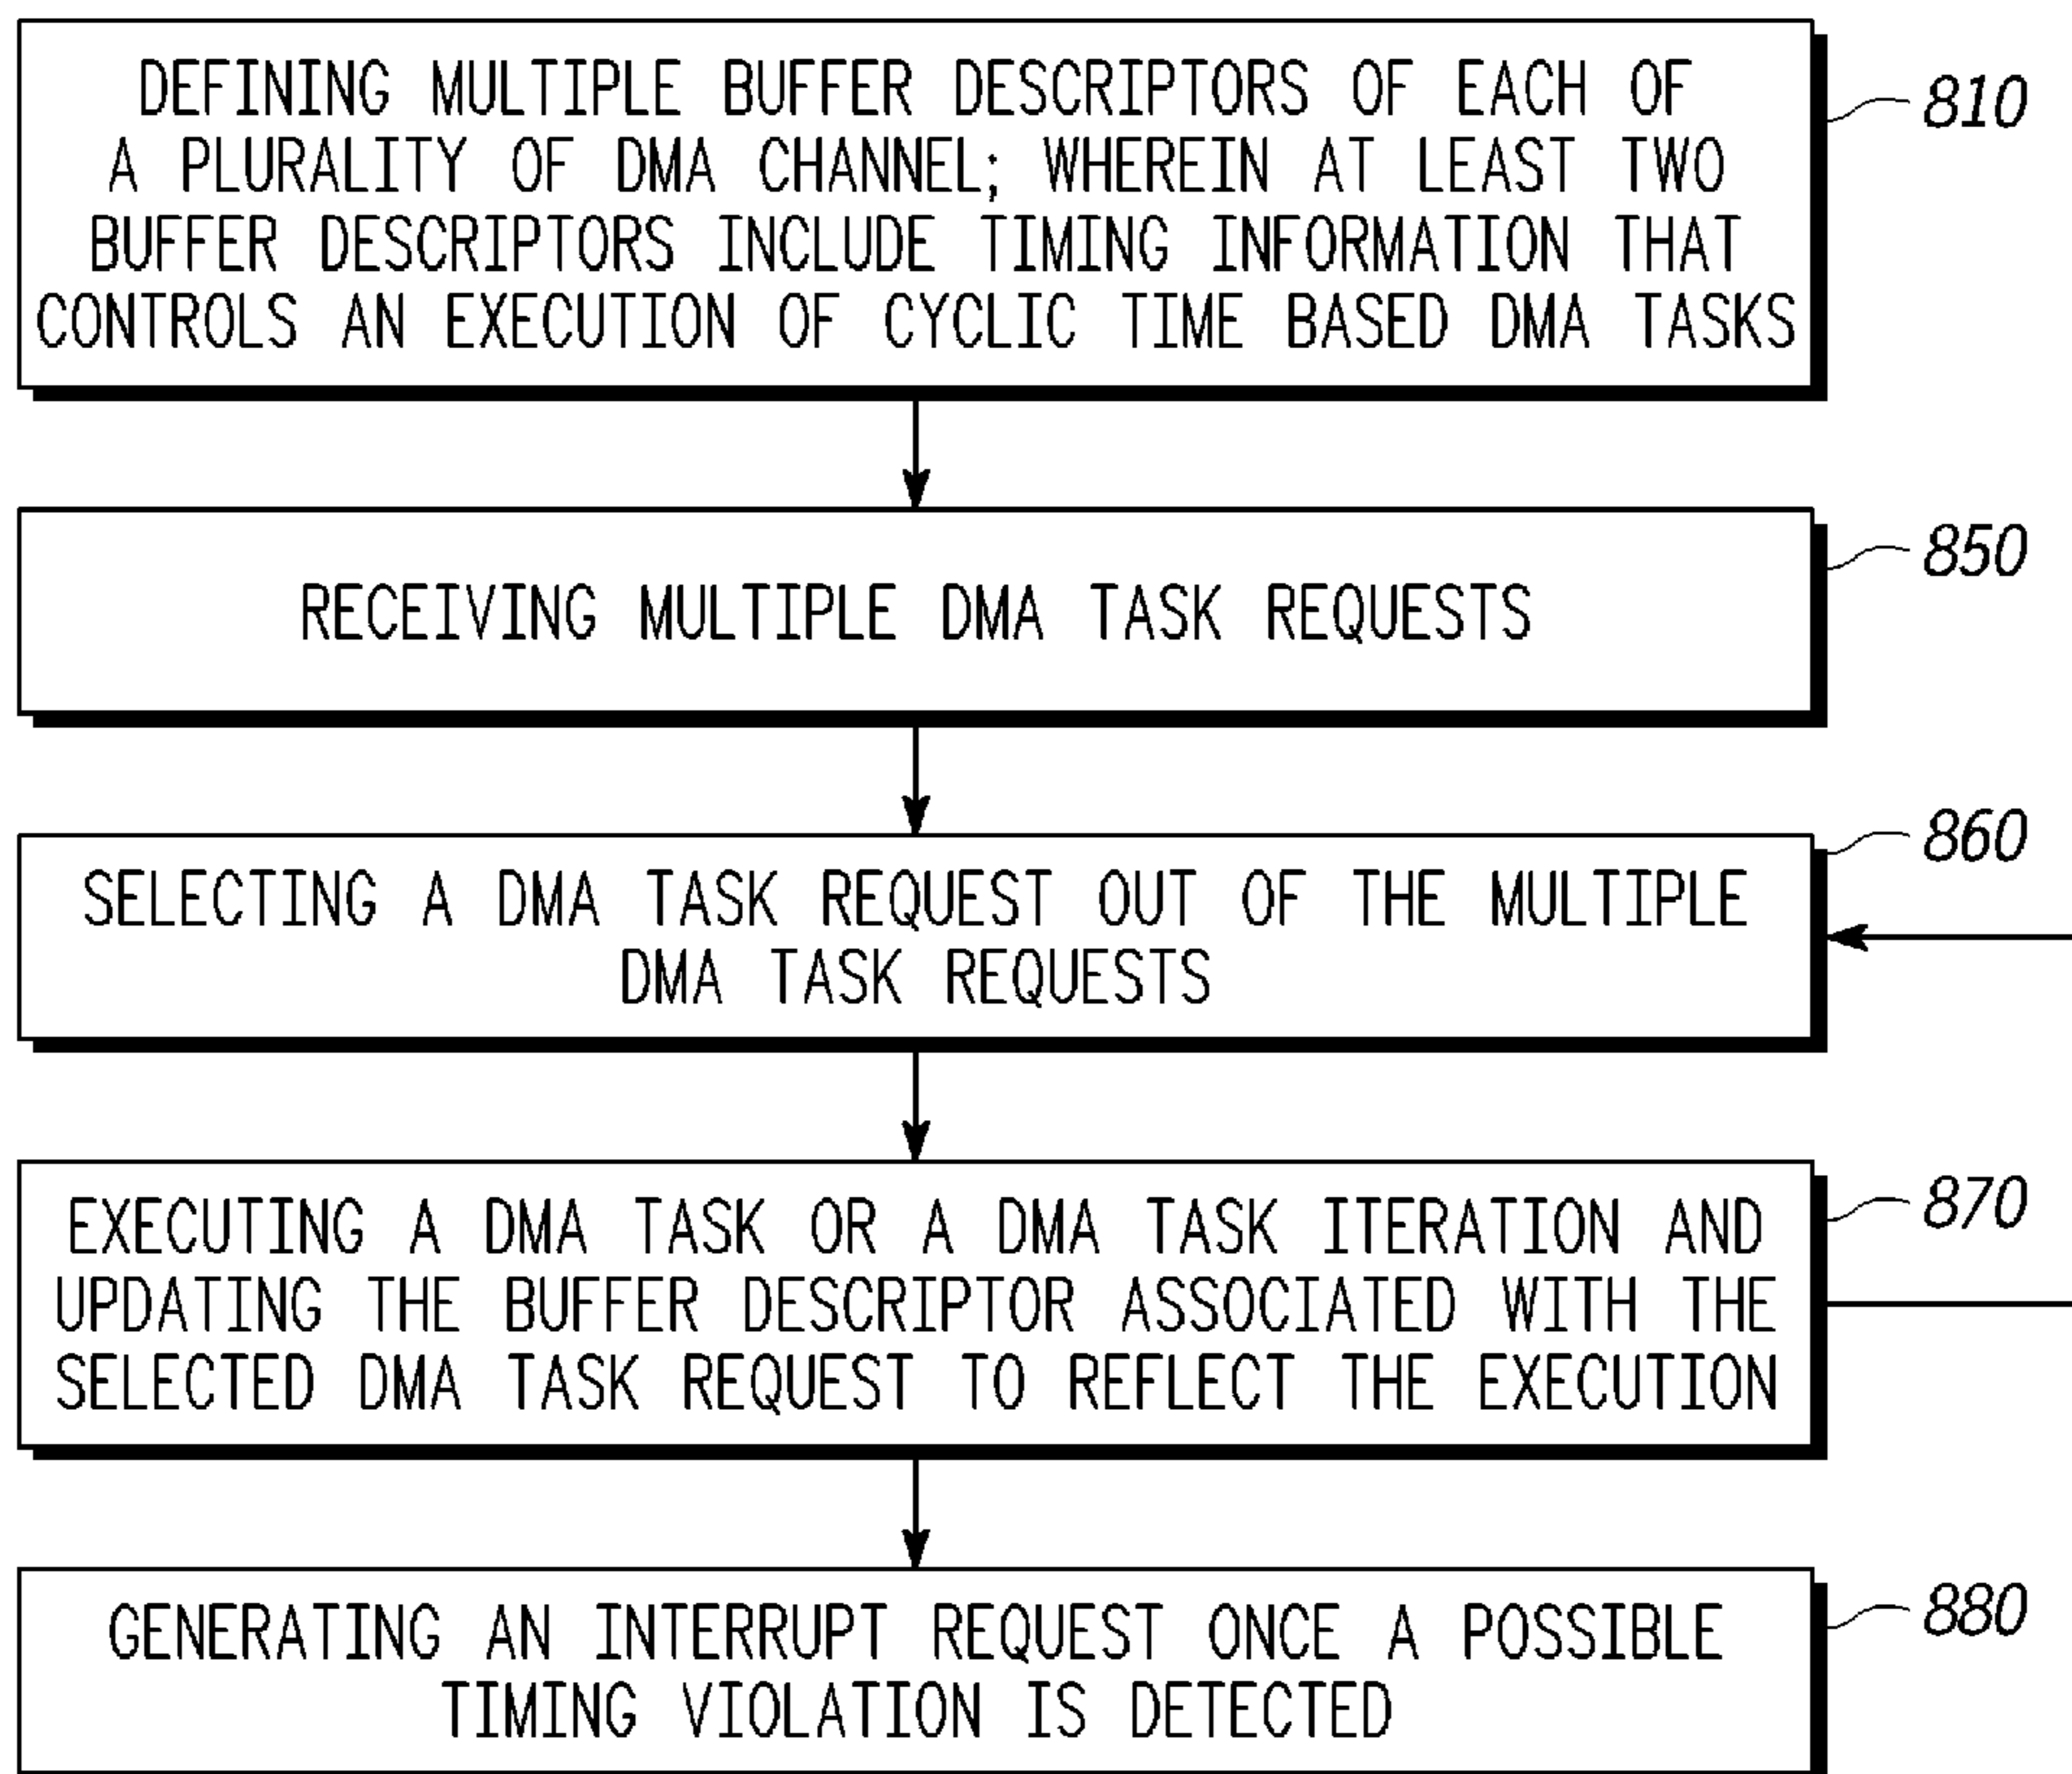 DEFINING MULTIPLE BUFFER DESCRIPTORS OF EACH OF
A PLURALITY OF DMA CHANNEL; WHEREIN AT LEAST TWO
BUFFER DESCRIPTORS INCLUDE TIMING INFORMATION THAT
CONTROLS AN EXECUTION OF CYCLIC TIME BASED DMA TASKS
810
RECEIVING MULTIPLE DMA TASK REQUESTS
850
SELECTING A DMA TASK REQUEST OUT OF THE MULTIPLE
DMA TASK REQUESTS
860
EXECUTING A DMA TASK OR A DMA TASK ITERATION AND
UPDATING THE BUFFER DESCRIPTOR ASSOCIATED WITH THE
SELECTED DMA TASK REQUEST TO REFLECT THE EXECUTION
870
GENERATING AN INTERRUPT REQUEST ONCE A POSSIBLE
TIMING VIOLATION IS DETECTED
880